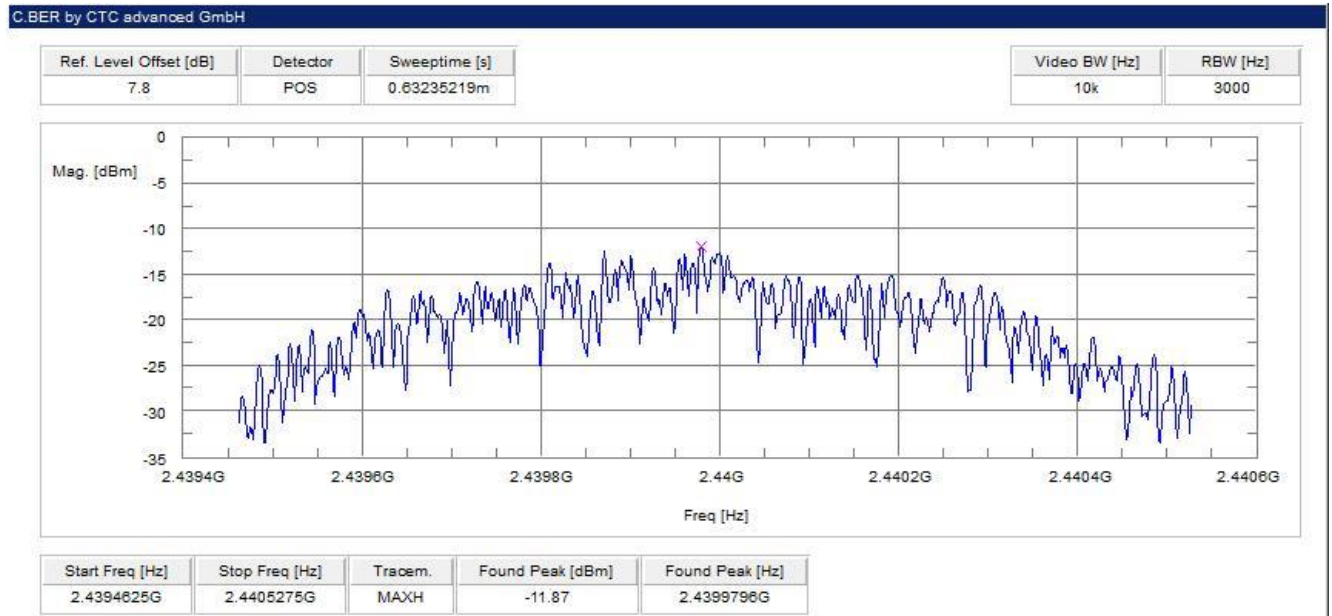 C.BER by CTC advanced GmbH
Ref. Level Offset [dB] Detector Sweeptime [s] Video BW [Hz] RBW [Hz]
7.8 POS 0.63235219m 10k 3000
0
Mag. [dBm]
-5
-10
-15
-20
-25
-30
-35
2.4394G 2.4396G 2.4398G 2.44G 2.4402G 2.4404G 2.4406G
Freq [Hz]
Start Freq [Hz] Stop Freq [Hz] Tracem. Found Peak [dBm] Found Peak [Hz]
2.4394625G 2.4405275G MAXH -11.87 2.4399796G